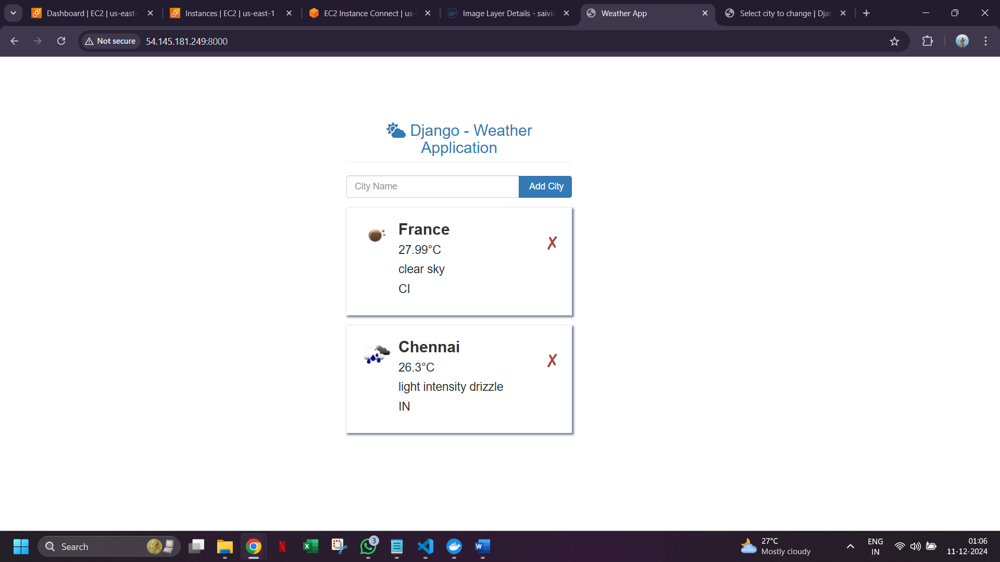 Dashboard | EC2 | us-east-
Instances | EC2 | us-east-1
EC2 Instance Connect | us-
Image Layer Details - saivic
Weather App
Select city to change | Djan
Not secure
54.145.181.249:8000
Django - Weather
Application
City Name
Add City
France
27.99°C
clear sky
CI
✗
Chennai
26.3°C
light intensity drizzle
IN
✗
Search
N
X
3
W
27°C
Mostly cloudy
ENG
IN
01:06
11-12-2024